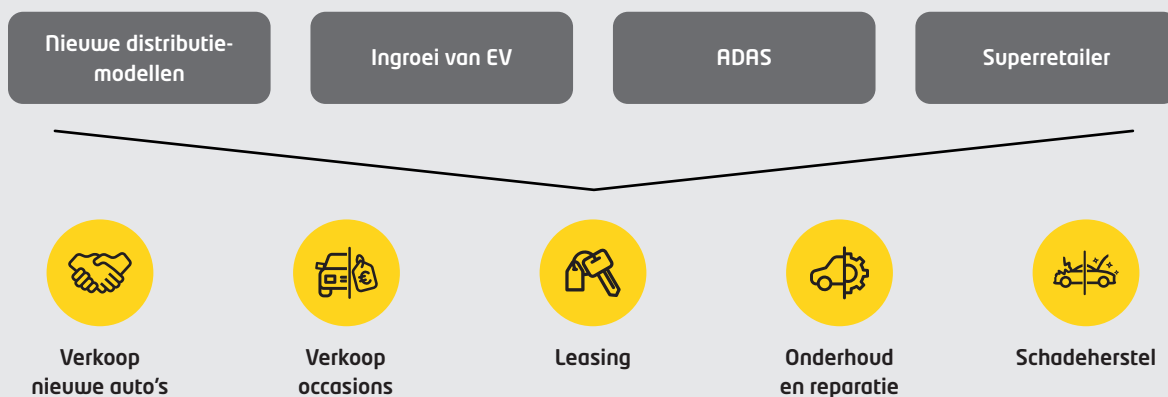 Nieuwe distributie-
modellen
Ingroei van EV
ADAS
Superretailer
€
Verkoop
nieuwe auto's
Verkoop
occasions
Leasing
Onderhoud
en reparatie
Schadeherstel